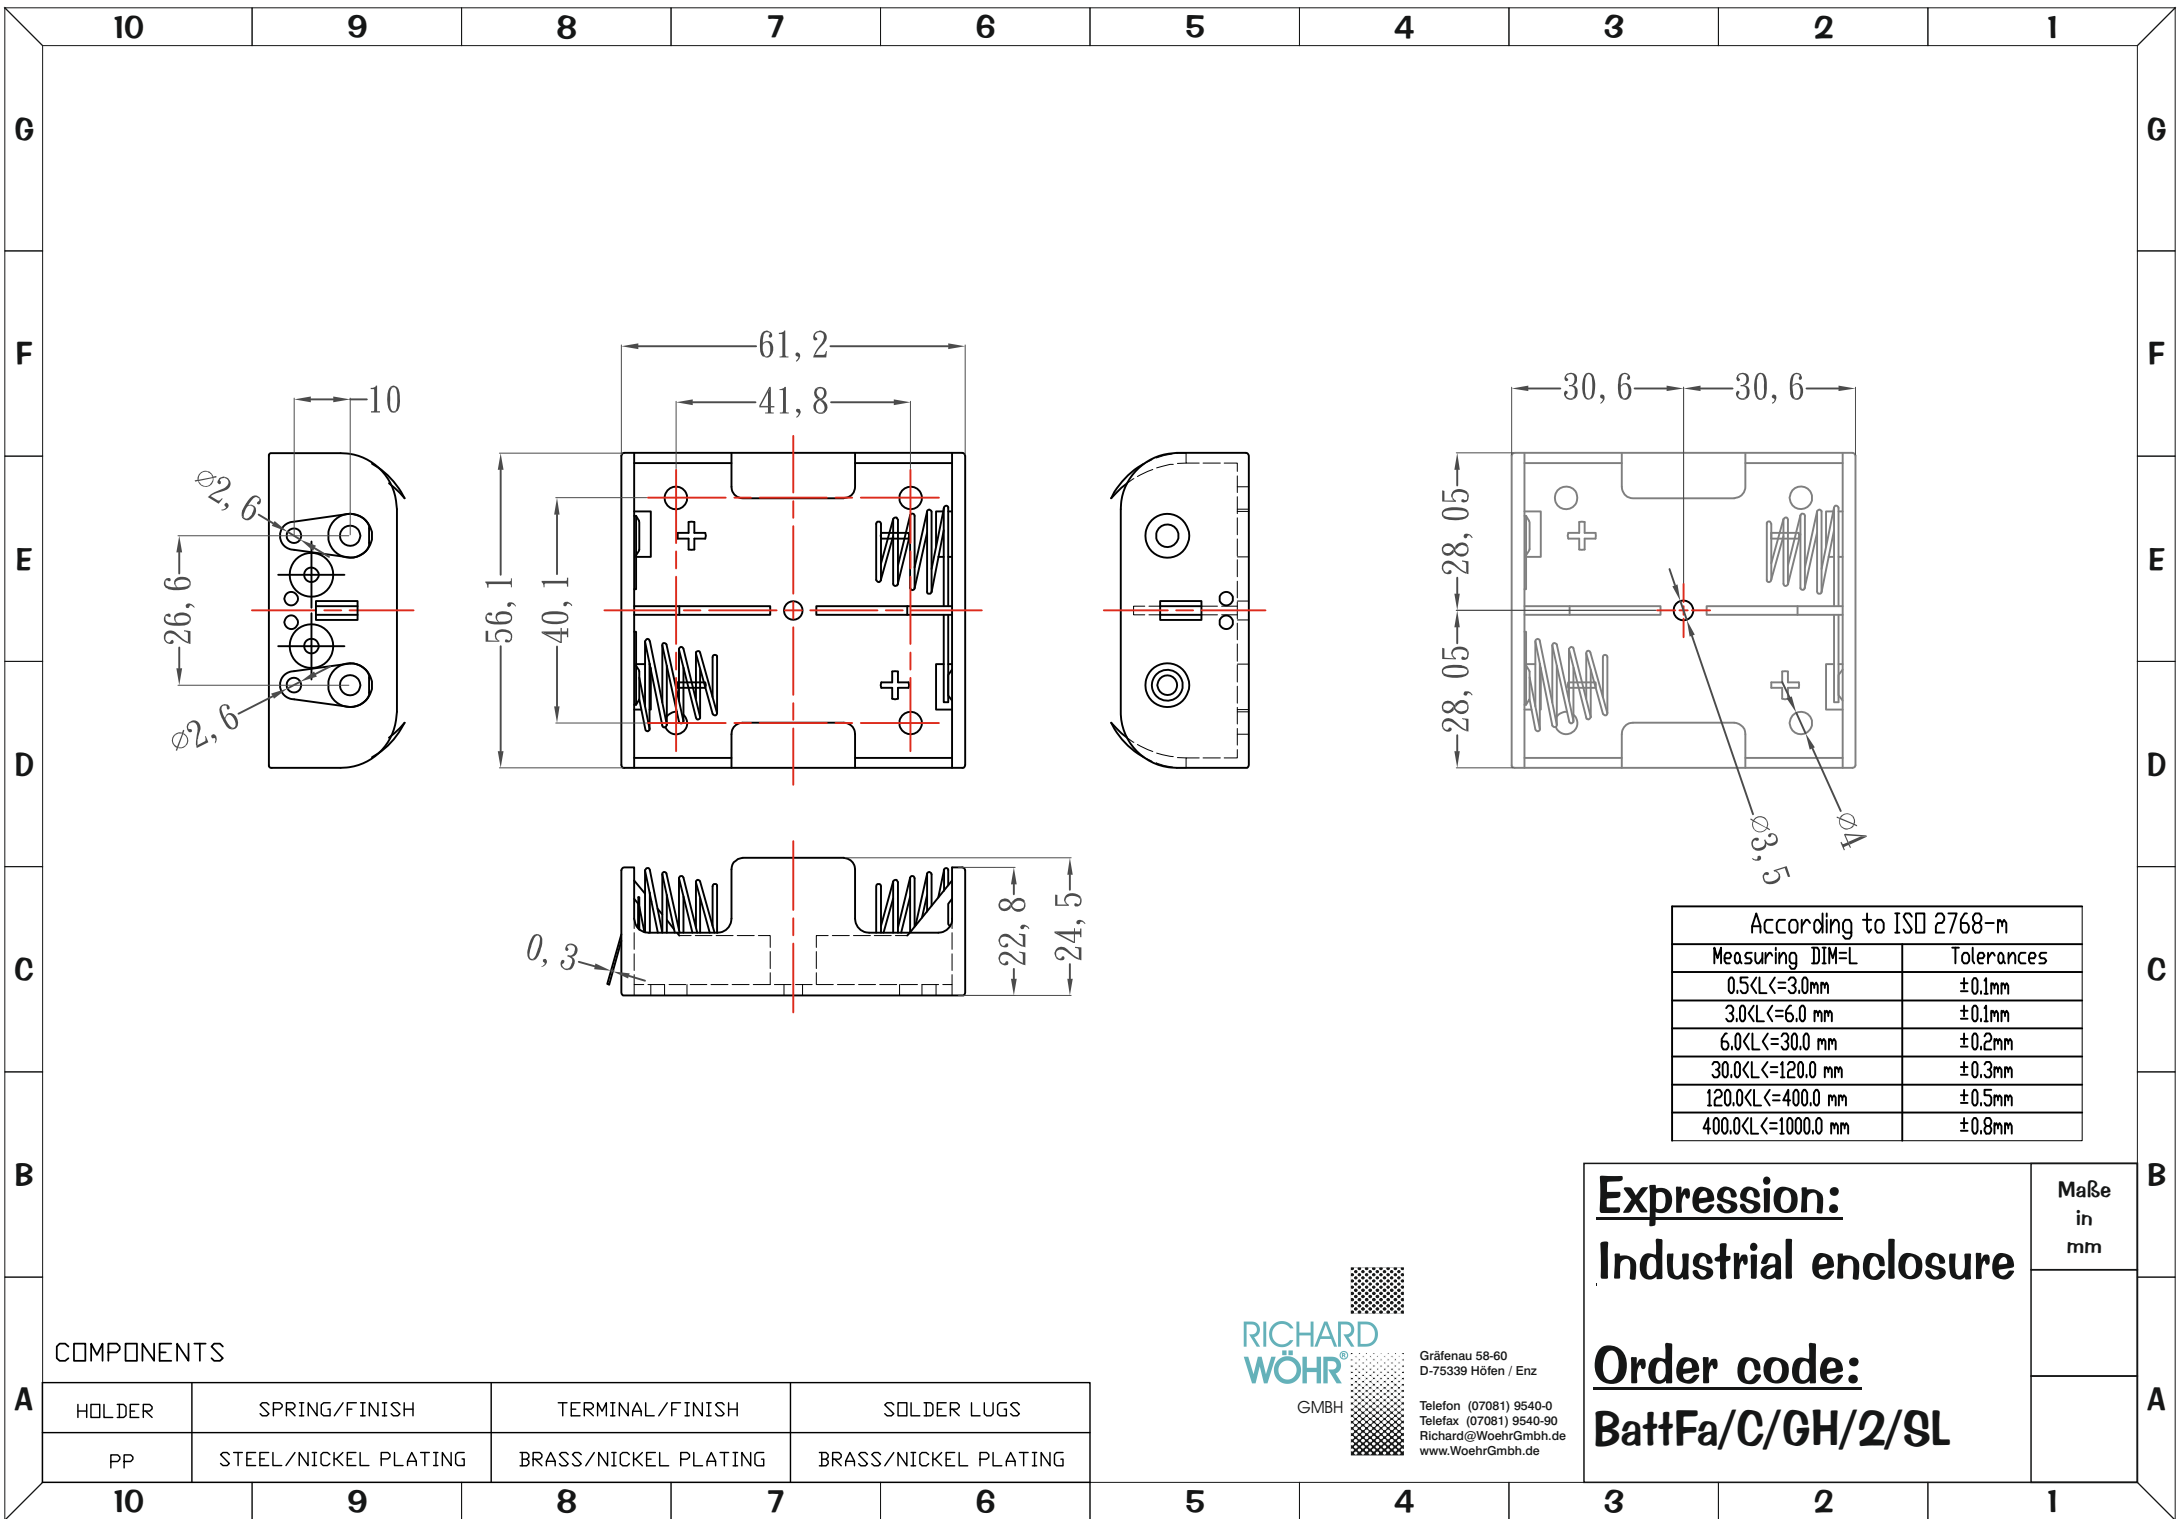 10 9 8 7 6 5 4 3 2 1
G G
F F
E E
D D
C C
B B
A A
61,2
41,8
10
ø2,6
26,6
ø2,6
56,1
40,1
30,6 30,6
28,05
28,05
ø3,5
ø4
0,3
22,8
24,5
According to ISO 2768-m
Measuring DIM=L Tolerances
0.5<L<=3.0mm ±0.1mm
3.0<L<=6.0 mm ±0.1mm
6.0<L<=30.0 mm ±0.2mm
30.0<L<=120.0 mm ±0.3mm
120.0<L<=400.0 mm ±0.5mm
400.0<L<=1000.0 mm ±0.8mm
Expression:
Industrial enclosure
Order code:
BattFa/C/GH/2/SL
Maße
in
mm
RICHARD
WÖHR®
GMBH
Gräfenau 58-60
D-75339 Höfen / Enz
Telefon (07081) 9540-0
Telefax (07081) 9540-90
Richard@WoehrGmbh.de
www.WoehrGmbh.de
COMPONENTS
HOLDER SPRING/FINISH TERMINAL/FINISH SOLDER LUGS
PP STEEL/NICKEL PLATING BRASS/NICKEL PLATING BRASS/NICKEL PLATING
10 9 8 7 6 5 4 3 2 1